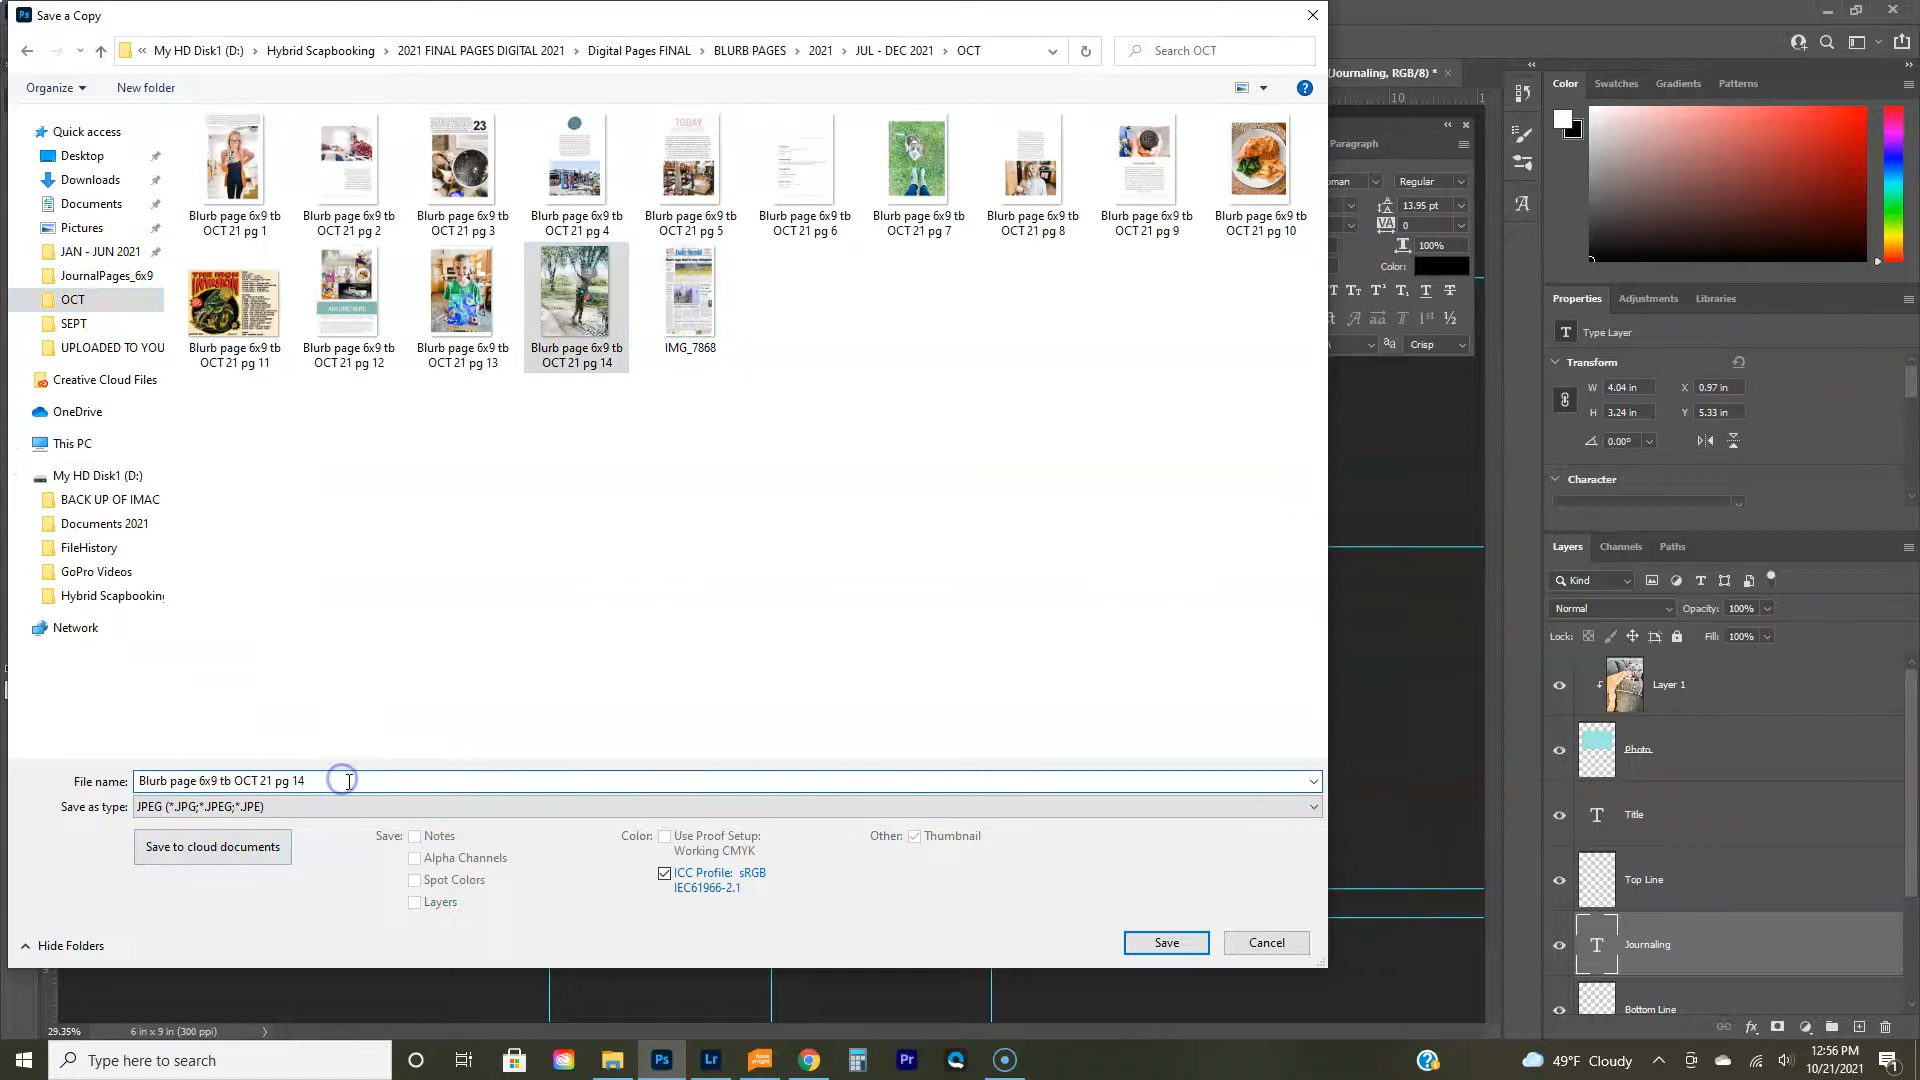 Save a Copy
« My HD Disk1 (D:) > Hybrid Scapbooking > 2021 FINAL PAGES DIGITAL 2021 > Digital Pages FINAL > BLURB PAGES > 2021 > JUL - DEC 2021 > OCT
Search OCT
Organize
New folder
Quick access
Desktop
Downloads
Documents
Pictures
JAN - JUN 2021
JournalPages_6x9
OCT
SEPT
UPLOADED TO YOU
Creative Cloud Files
OneDrive
This PC
My HD Disk1 (D:)
BACK UP OF IMAC
Documents 2021
FileHistory
GoPro Videos
Hybrid Scapbooking
Network
23
TODAY
Blurb page 6x9 tb OCT 21 pg 1
Blurb page 6x9 tb OCT 21 pg 2
Blurb page 6x9 tb OCT 21 pg 3
Blurb page 6x9 tb OCT 21 pg 4
Blurb page 6x9 tb OCT 21 pg 5
Blurb page 6x9 tb OCT 21 pg 6
Blurb page 6x9 tb OCT 21 pg 7
Blurb page 6x9 tb OCT 21 pg 8
Blurb page 6x9 tb OCT 21 pg 9
Blurb page 6x9 tb OCT 21 pg 10
Blurb page 6x9 tb OCT 21 pg 11
Blurb page 6x9 tb OCT 21 pg 12
Blurb page 6x9 tb OCT 21 pg 13
Blurb page 6x9 tb OCT 21 pg 14
IMG_7868
File name: Blurb page 6x9 tb OCT 21 pg 14
Save as type: JPEG (*.JPG;*.JPEG;*.JPE)
Save to cloud documents
Save: Notes
Alpha Channels
Spot Colors
Layers
Color: Use Proof Setup:
Working CMYK
ICC Profile: sRGB
IEC61966-2.1
Other: Thumbnail
Hide Folders
Save
Cancel
(Journaling, RGB/8) *
10
Paragraph
Regular
13.95 pt
0
100%
Color:
Crisp
Color
Swatches
Gradients
Patterns
Properties
Adjustments
Libraries
Type Layer
Transform
W 4.04 in
X 0.97 in
H 3.24 in
Y 5.33 in
0.00°
Character
Layers
Channels
Paths
Kind
Normal
Opacity: 100%
Lock:
Fill: 100%
Layer 1
Photo
Title
Top Line
Journaling
Bottom Line
29.35%
6 in x 9 in (300 ppi)
Type here to search
49°F Cloudy
12:56 PM
10/21/2021